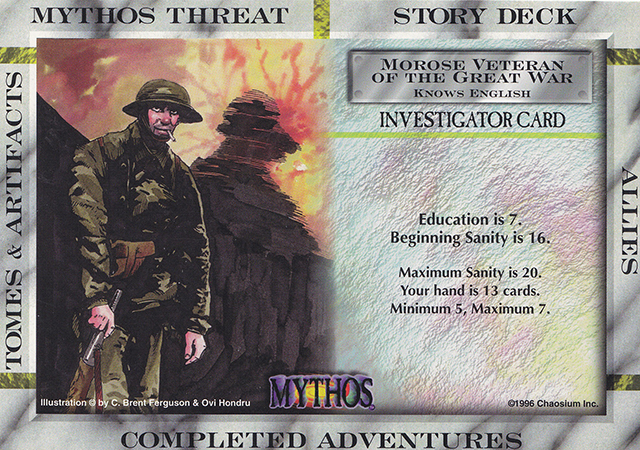 MYTHOS THREAT
STORY DECK
TOMES & ARTIFACTS
MOROSE VETERAN
OF THE GREAT WAR
KNOWS ENGLISH
INVESTIGATOR CARD
Education is 7.
Beginning Sanity is 16.
Maximum Sanity is 20.
Your hand is 13 cards.
Minimum 5, Maximum 7.
ALLIES
Illustration © by C. Brent Ferguson & Ovi Hondru
MYTHOS
©1996 Chaosium Inc.
COMPLETED ADVENTURES